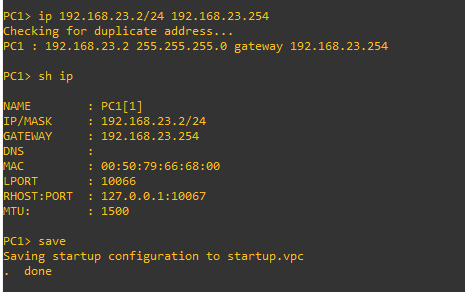 PC1> ip 192.168.23.2/24 192.168.23.254
Checking for duplicate address...
PC1 : 192.168.23.2 255.255.255.0 gateway 192.168.23.254
PC1> sh ip
NAME        : PC1[1]
IP/MASK     : 192.168.23.2/24
GATEWAY     : 192.168.23.254
DNS         :
MAC         : 00:50:79:66:68:00
LPORT       : 10066
RHOST:PORT  : 127.0.0.1:10067
MTU:        : 1500
PC1> save
Saving startup configuration to startup.vpc
.  done